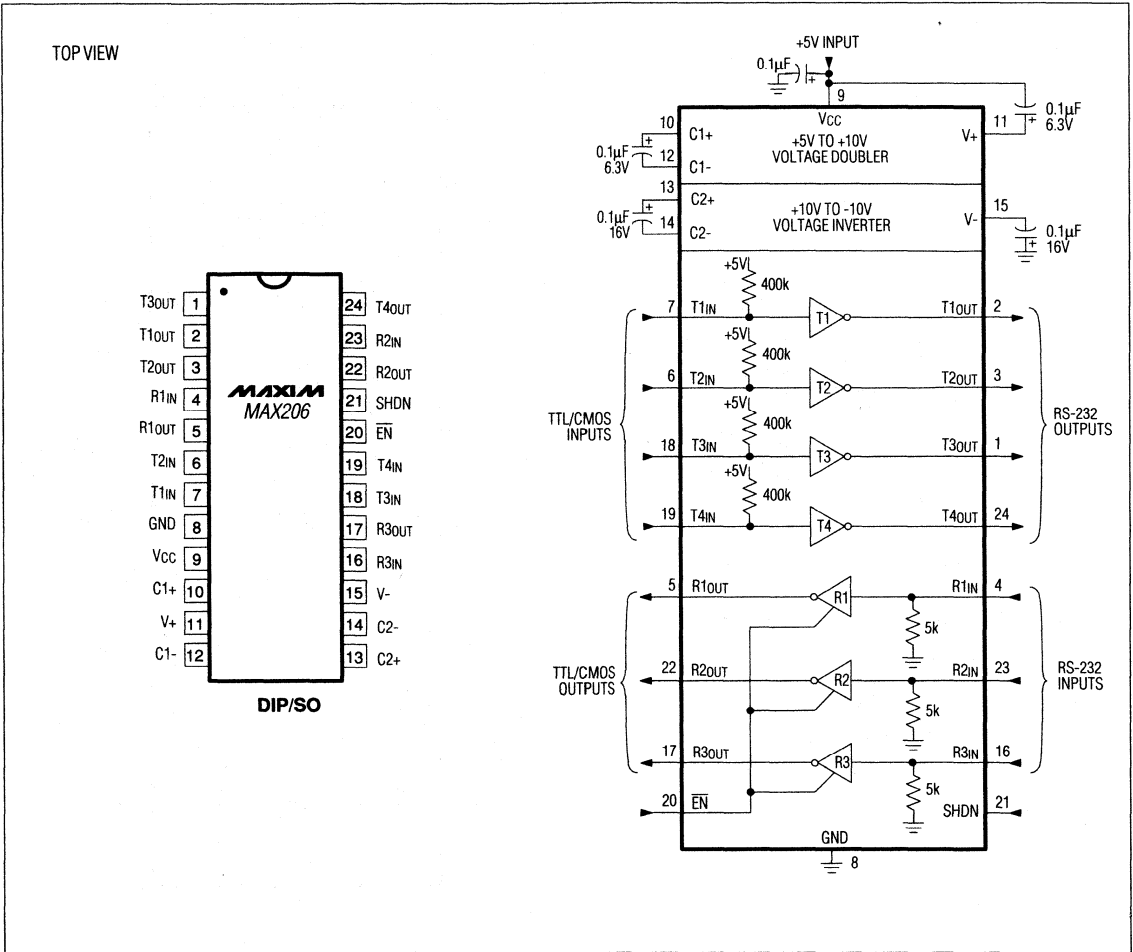 TOP VIEW
T3OUT 1
T1OUT 2
T2OUT 3
R1IN 4
R1OUT 5
T2IN 6
T1IN 7
GND 8
VCC 9
C1+ 10
V+ 11
C1- 12
MAXIM
MAX206
24 T4OUT
23 R2IN
22 R2OUT
21 SHDN
20 EN
19 T4IN
18 T3IN
17 R3OUT
16 R3IN
15 V-
14 C2-
13 C2+
DIP/SO
+5V INPUT
0.1µF +
9
VCC
+5V TO +10V
VOLTAGE DOUBLER
10 C1+
12 C1-
+
0.1µF
6.3V
V+ 11
+ 0.1µF
6.3V
+10V TO -10V
VOLTAGE INVERTER
13 C2+
14 C2-
+
0.1µF
16V
V- 15
+ 0.1µF
16V
TTL/CMOS
INPUTS
+5V
400k
7 T1IN T1 T1OUT 2
+5V
400k
6 T2IN T2 T2OUT 3
+5V
400k
18 T3IN T3 T3OUT 1
+5V
400k
19 T4IN T4 T4OUT 24
RS-232
OUTPUTS
TTL/CMOS
OUTPUTS
5 R1OUT R1 R1IN 4
5k
22 R2OUT R2 R2IN 23
5k
17 R3OUT R3 R3IN 16
5k
RS-232
INPUTS
20 EN
SHDN 21
GND
8